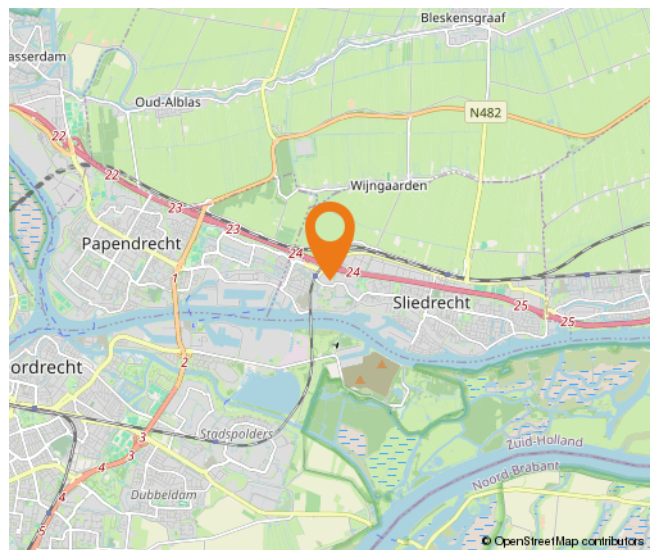 Bleskensgraaf
asserdam
Oud-Alblas
N482
22
22
Wijngaarden
23
23
Papendrecht
24
24
1
Sliedrecht
25
25
ordrecht
2
Stadspolders
3
3
Zuid-Holland
Noord-Brabant
4
4
Dubbeldam
5
© OpenStreetMap contributors